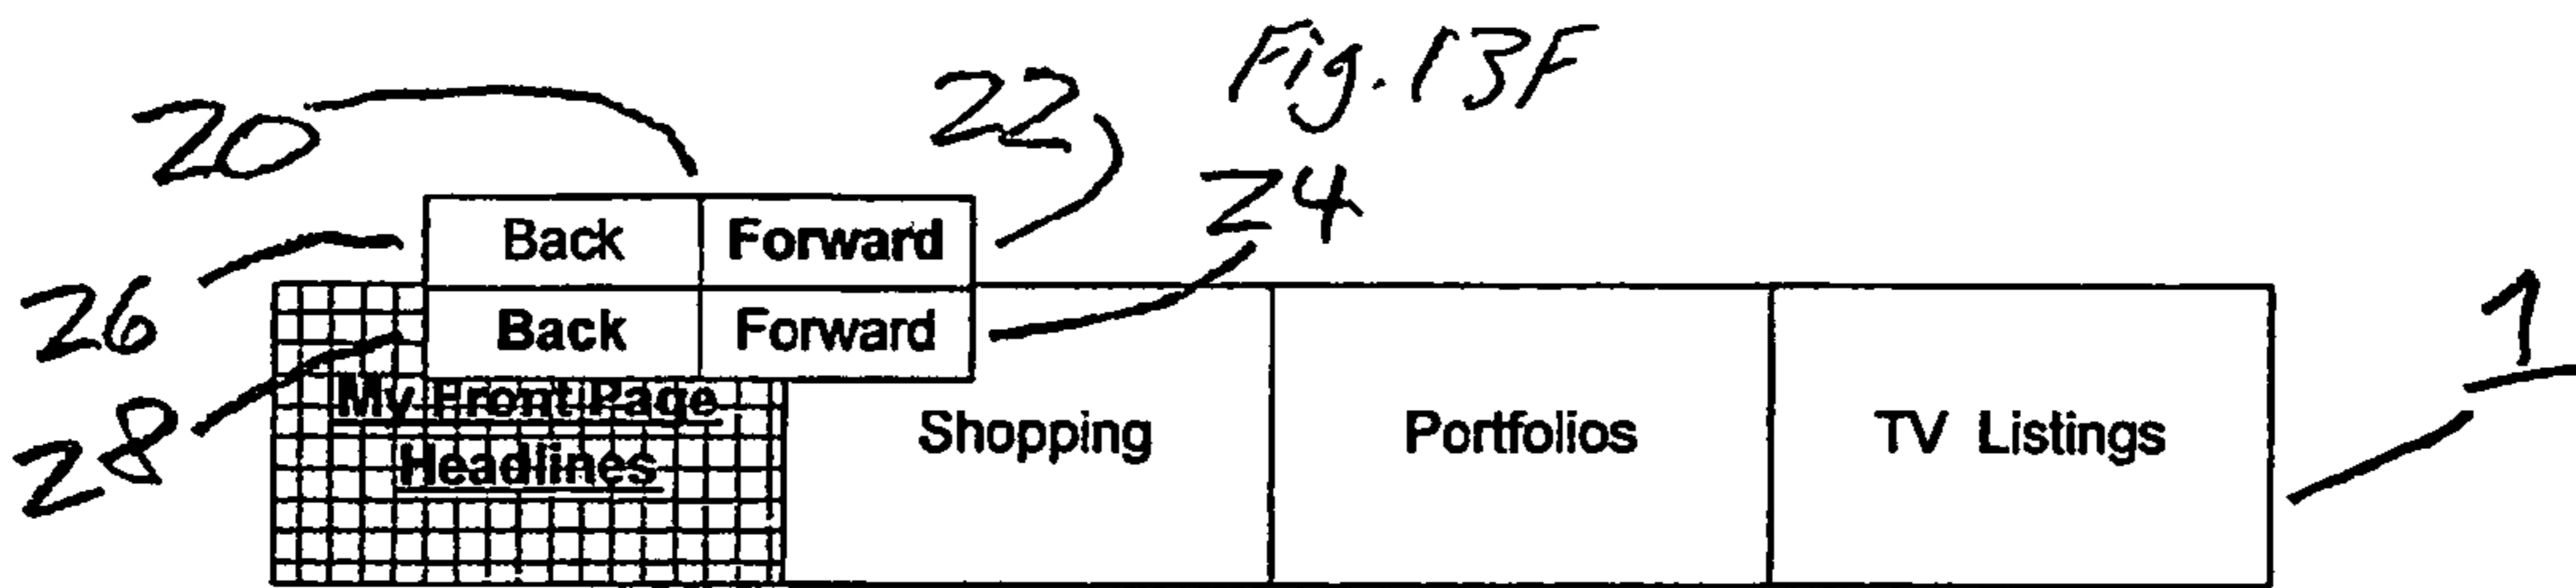 Fig. 13F
20 22
24
26 Back Forward
28 Back Forward
1
My Front Page
Headlines
Shopping Portfolios TV Listings